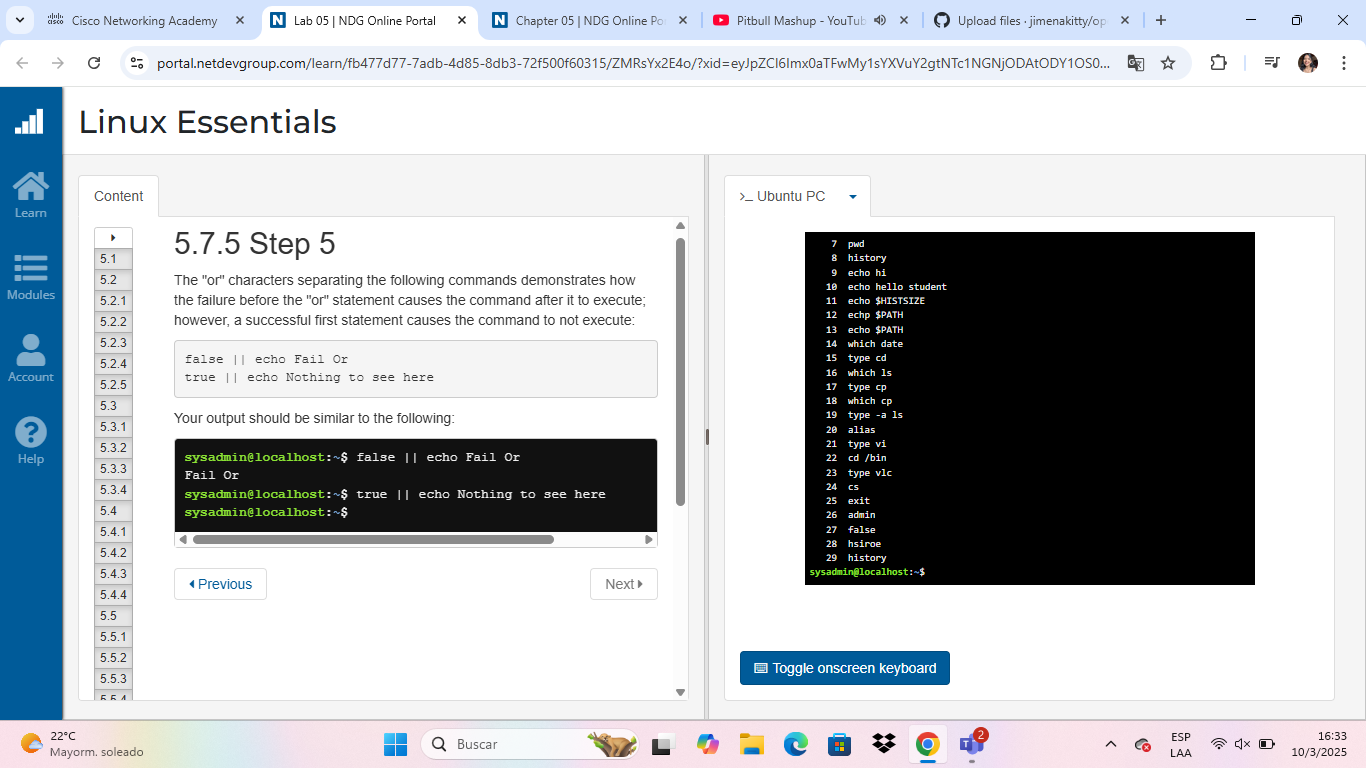 Cisco Networking Academy
Lab 05 | NDG Online Portal
Chapter 05 | NDG Online Po
Pitbull Mashup - YouTub
Upload files · jimenakitty/op
portal.netdevgroup.com/learn/fb477d77-7adb-4d85-8db3-72f500f60315/ZMRsYx2E4o/?xid=eyJpZCI6Imx0aTFwMy1sYXVuY2gtNTc1NGNjODAtODY1OS0...
Linux Essentials
Learn
Modules
Account
Help
Content
5.1
5.2
5.2.1
5.2.2
5.2.3
5.2.4
5.2.5
5.3
5.3.1
5.3.2
5.3.3
5.3.4
5.4
5.4.1
5.4.2
5.4.3
5.4.4
5.5
5.5.1
5.5.2
5.5.3
5.5.4
5.7.5 Step 5
The "or" characters separating the following commands demonstrates how
the failure before the "or" statement causes the command after it to execute;
however, a successful first statement causes the command to not execute:
false || echo Fail Or
true || echo Nothing to see here
Your output should be similar to the following:
sysadmin@localhost:~$ false || echo Fail Or
Fail Or
sysadmin@localhost:~$ true || echo Nothing to see here
sysadmin@localhost:~$
Previous
Next
>_ Ubuntu PC
7 pwd
8 history
9 echo hi
10 echo hello student
11 echo $HISTSIZE
12 echp $PATH
13 echo $PATH
14 which date
15 type cd
16 which ls
17 type cp
18 which cp
19 type -a ls
20 alias
21 type vi
22 cd /bin
23 type vlc
24 cs
25 exit
26 admin
27 false
28 hsiroe
29 history
sysadmin@localhost:~$
Toggle onscreen keyboard
22°C
Mayorm. soleado
Buscar
2
ESP
LAA
16:33
10/3/2025